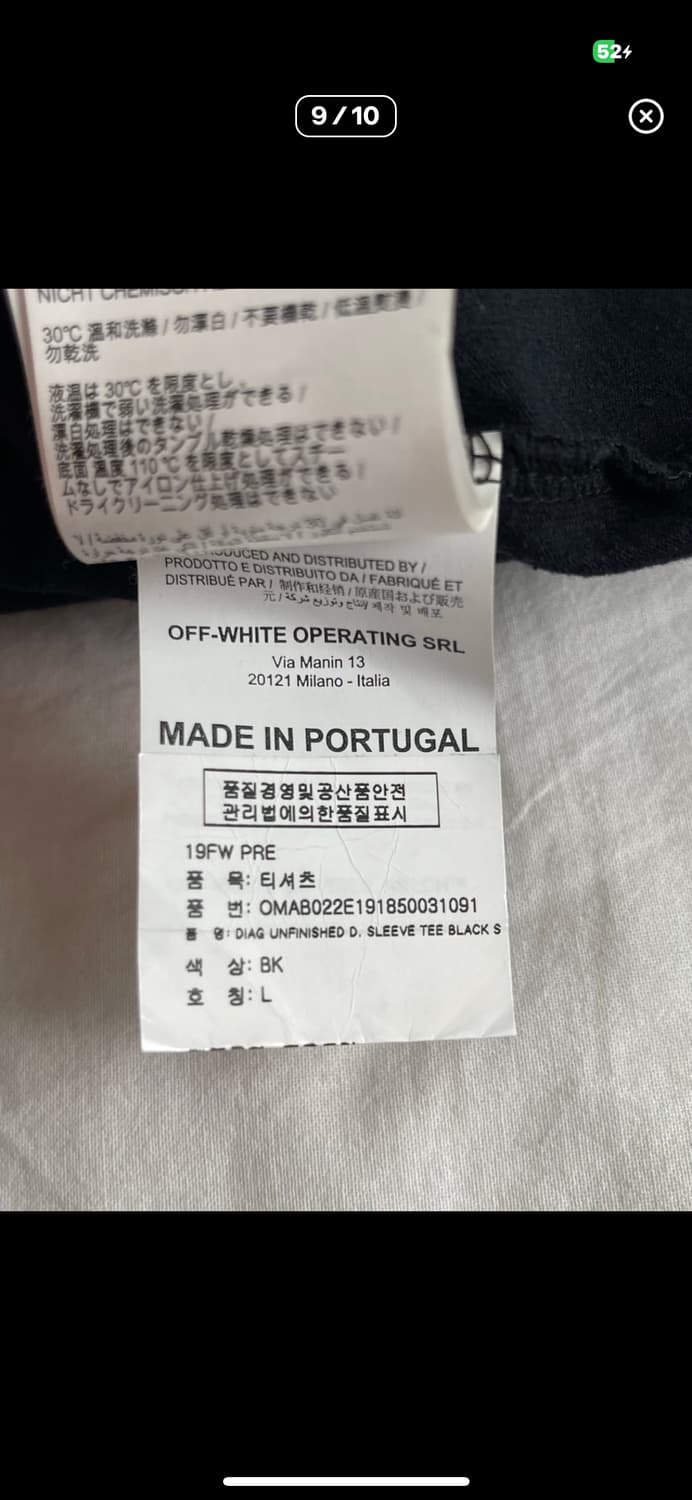 52
9/10
30℃ 溫和洗滌 / 勿漂白 / 不要攪乾 / 低溫熨燙 /
勿乾洗
液温は 30℃ を限度とし、
洗濯機で弱い洗濯処理ができる /
漂白処理はできない /
洗濯処理後のタンブル乾燥処理はできない /
底面温度 110 ℃ を限度としてスチー
ムなしでアイロン仕上げ処理ができる /
ドライクリーニング処理はできない
AND DISTRIBUTED BY /
PRODOTTO E DISTRIBUITO DA / FABRIQUÉ ET
DISTRIBUÉ PAR / 制作和经销 / 原産国および販売
元 / إنتاج وتوزيع شركة / 제작 및 배포
OFF-WHITE OPERATING SRL
Via Manin 13
20121 Milano - Italia
MADE IN PORTUGAL
품질경영및공산품안전
관리법에의한품질표시
19FW PRE
품 목: 티셔츠
품 번: OMAB022E191850031091
품 명: DIAG UNFINISHED D. SLEEVE TEE BLACK S
색 상: BK
호 칭: L